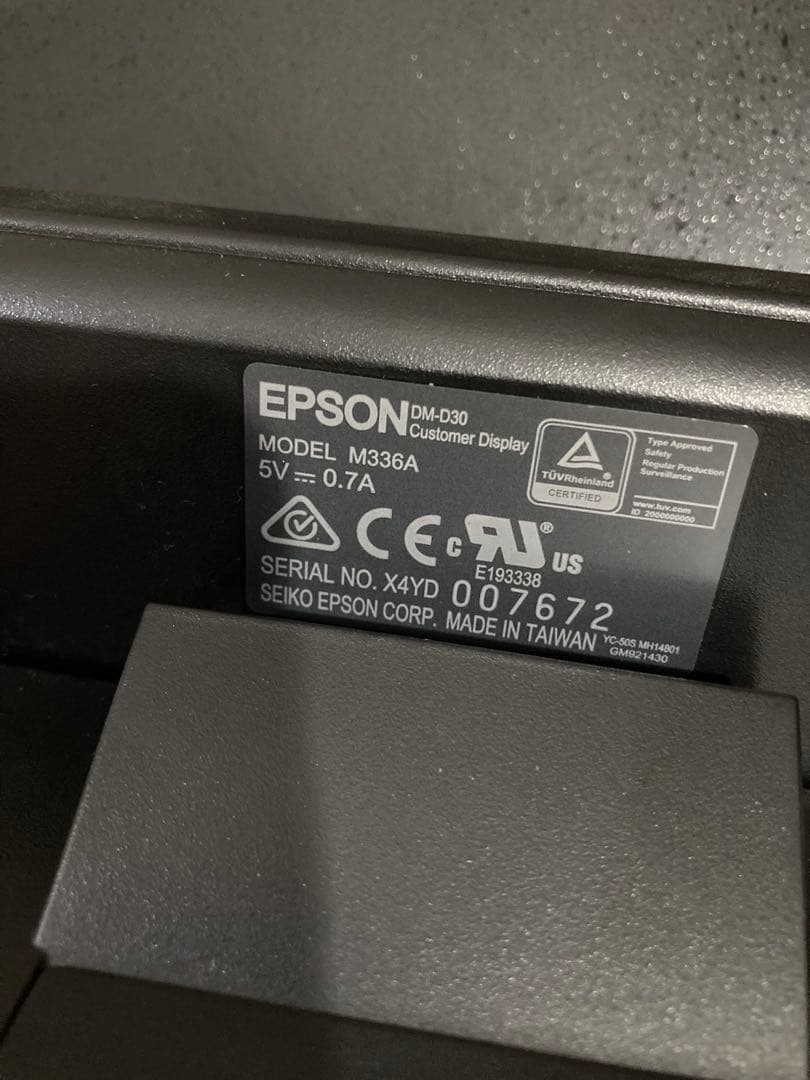 EPSON DM-D30
Customer Display
MODEL M336A
5V ⎓ 0.7A
TÜVRheinland®
CERTIFIED
Type Approved
Safety
Regular Production
Surveillance
www.tuv.com
ID 2000000000
CE c RU® US
E193338
SERIAL NO. X4YD 007672
SEIKO EPSON CORP. MADE IN TAIWAN
YC-50S MH14801
GM921430